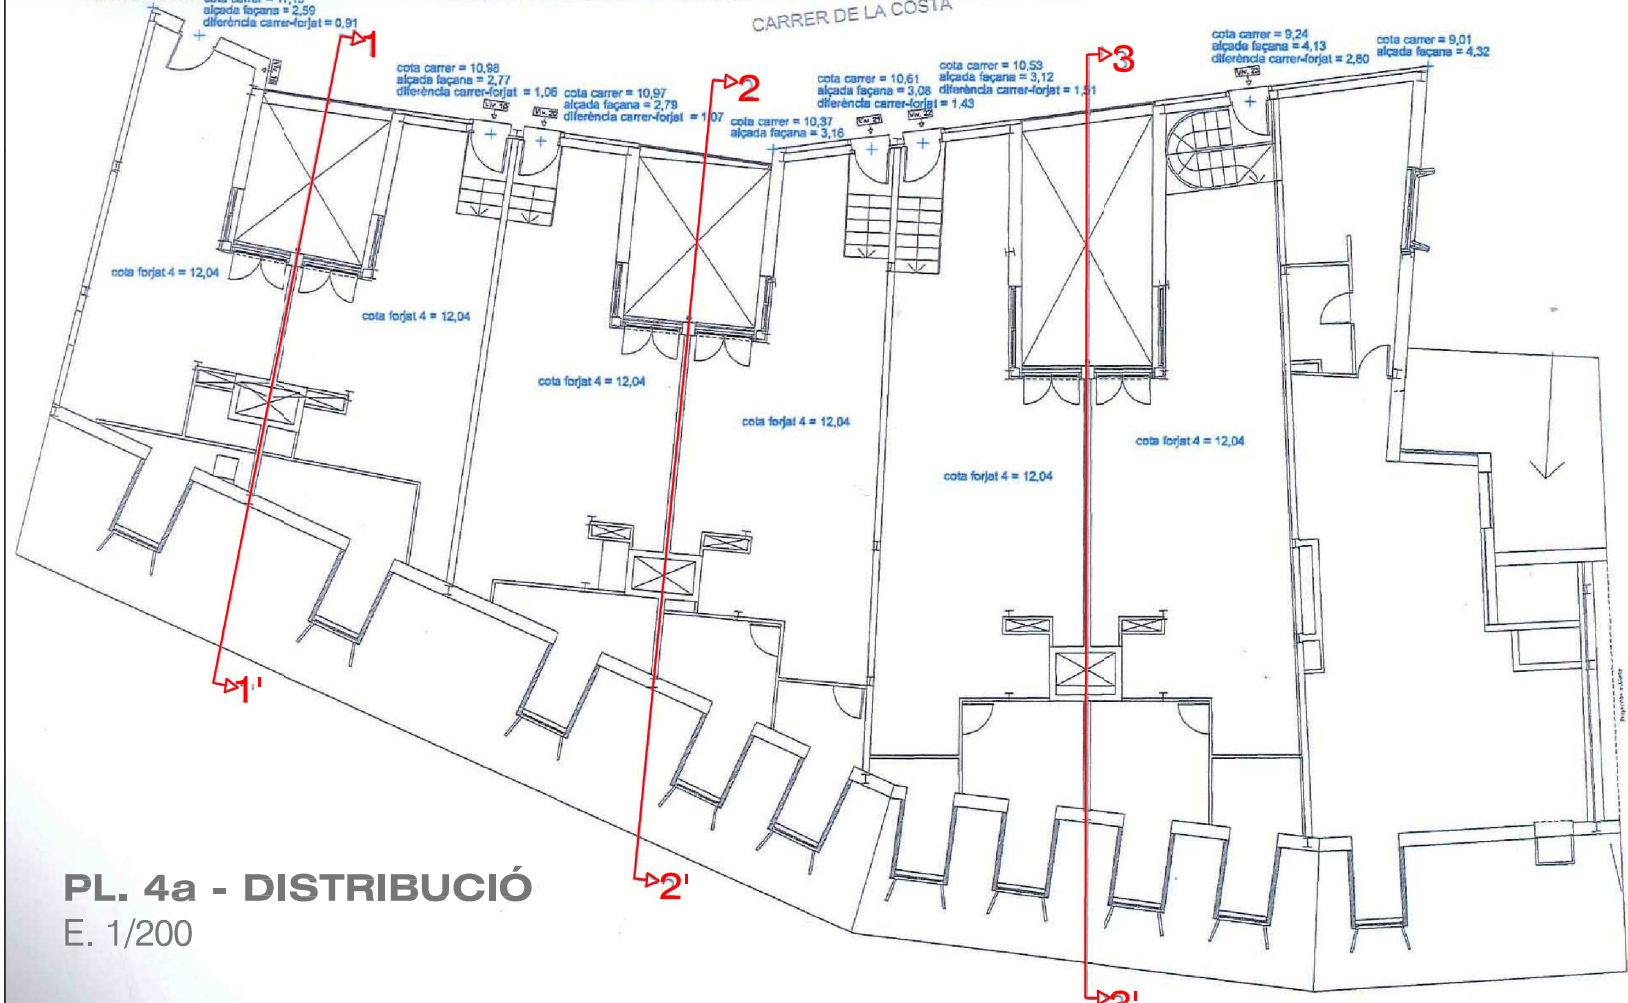 alçada façana = 2,59
diferència carrer-forjat = 0,91
CARRER DE LA COSTA
1
2
3
cota carrer = 10,98
alçada façana = 2,77
diferència carrer-forjat = 1,06
cota carrer = 10,97
alçada façana = 2,79
diferència carrer-forjat = 1,07
cota carrer = 10,37
alçada façana = 3,16
cota carrer = 10,61
alçada façana = 3,08
diferència carrer-forjat = 1,43
cota carrer = 10,53
alçada façana = 3,12
diferència carrer-forjat = 1,51
cota carrer = 9,24
alçada façana = 4,13
diferència carrer-forjat = 2,80
cota carrer = 9,01
alçada façana = 4,32
cota forjat 4 = 12,04
cota forjat 4 = 12,04
cota forjat 4 = 12,04
cota forjat 4 = 12,04
cota forjat 4 = 12,04
cota forjat 4 = 12,04
1'
2'
3'
PL. 4a - DISTRIBUCIÓ
E. 1/200